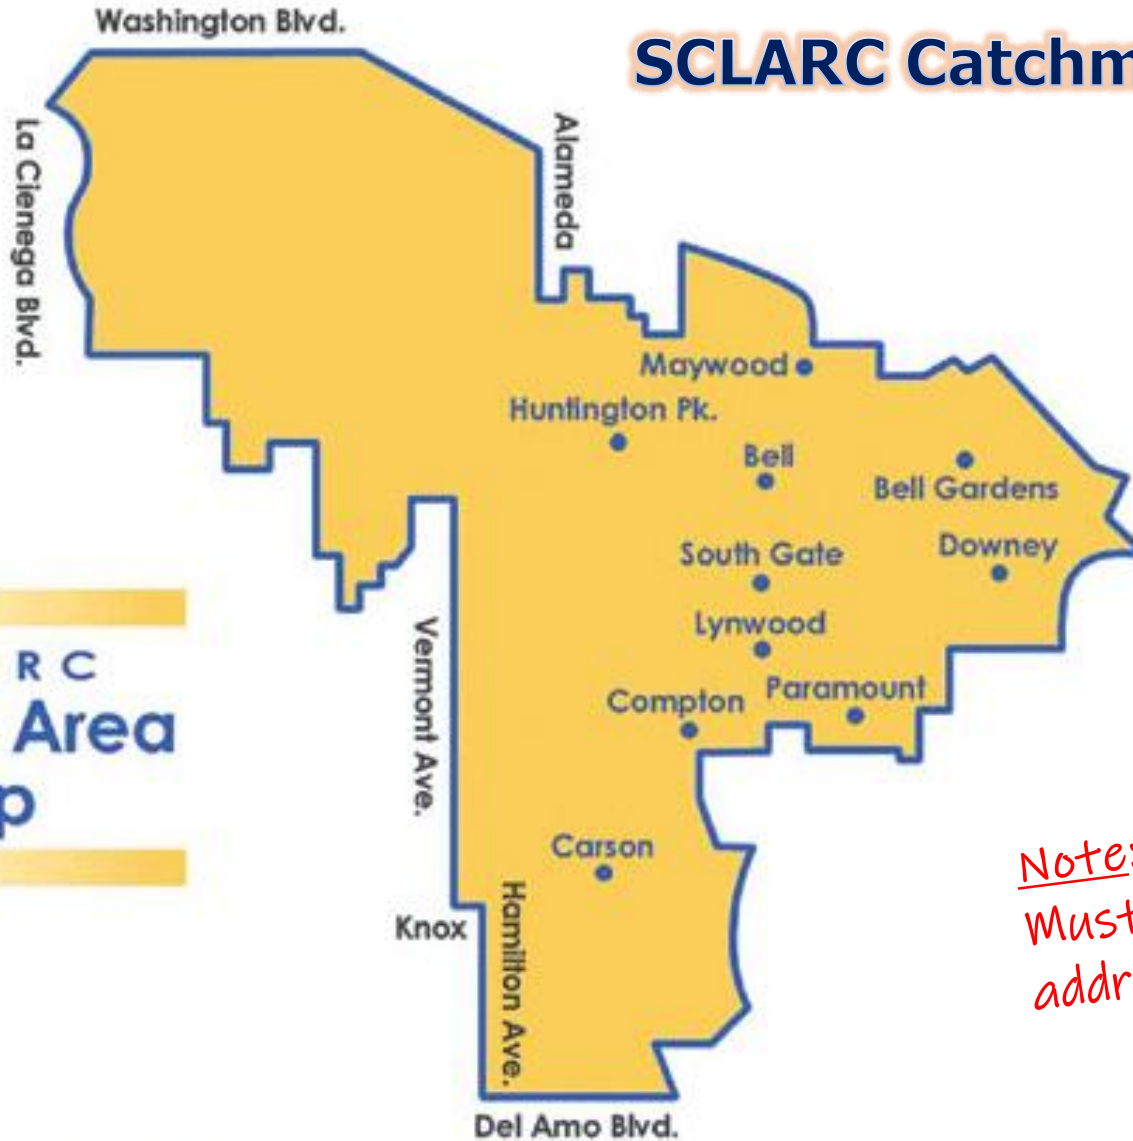 Washington Blvd.
SCLARC Catchm
La Cienega Blvd.
Alameda
Maywood
Huntington Pk.
Bell
Bell Gardens
South Gate
Downey
Lynwood
R C
Area
p
Vermont Ave.
Compton
Paramount
Carson
Note:
Must
addr
Knox
Hamilton Ave.
Del Amo Blvd.